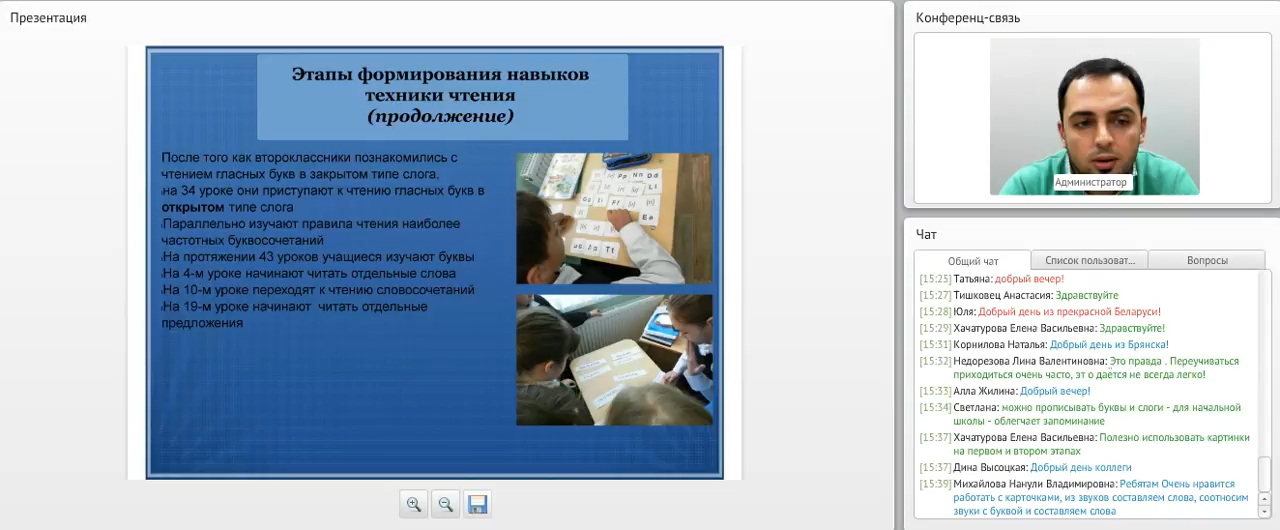 Презентация
Этапы формирования навыков
техники чтения
(продолжение)
После того как второклассники познакомились с
чтением гласных букв в закрытом типе слога.
на 34 уроке они приступают к чтению гласных букв в
открытом типе слога
Параллельно изучают правила чтения наиболее
частотных буквосочетаний
На протяжении 43 уроков учащиеся изучают буквы
На 4-м уроке начинают читать отдельные слова
На 10-м уроке переходят к чтению словосочетаний
На 19-м уроке начинают читать отдельные
предложения
Pp Nn Dd
Ll
Ff
Ee
Tt
Конференц-связь
Администратор
Чат
Общий чат
Список пользоват...
Вопросы
[15:25] Татьяна: добрый вечер!
[15:27] Тишковец Анастасия: Здравствуйте
[15:28] Юля: Добрый день из прекрасной Беларуси!
[15:29] Хачатурова Елена Васильевна: Здравствуйте!
[15:31] Корнилова Наталья: Добрый день из Брянска!
[15:32] Недорезова Лина Валентиновна: Это правда . Переучиваться
приходиться очень часто, эт о даётся не всегда легко!
[15:33] Алла Жилина: Добрый вечер!
[15:34] Светлана: можно прописывать буквы и слоги - для начальной
школы - облегчает запоминание
[15:37] Хачатурова Елена Васильевна: Полезно использовать картинки
на первом и втором этапах
[15:37] Дина Высоцкая: Добрый день коллеги
[15:39] Михайлова Нанули Владимировна: Ребятам Очень нравится
работать с карточками, из звуков составляем слова, соотносим
звуки с буквой и составляем слова